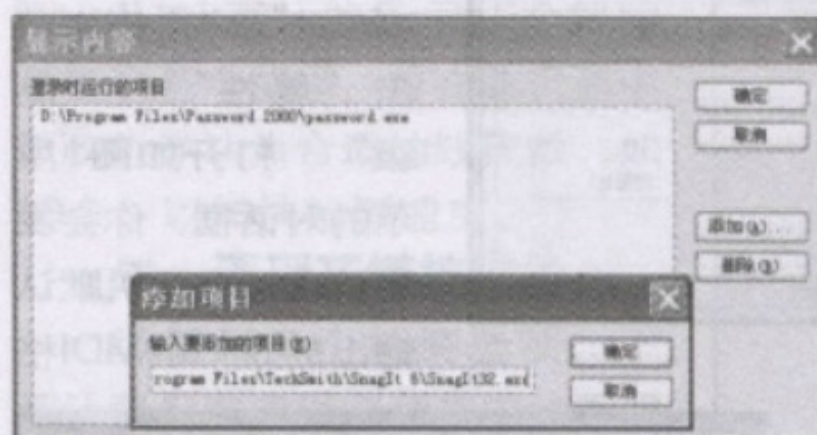 显示内容
登录时运行的项目
D:\Program Files\Password 2000\password.exe
确定
取消
添加(A)...
删除(R)
添加项目
输入要添加的项目(E)
rogram Files\TechSmith\SnagIt 6\SnagIt32.exe
确定
取消